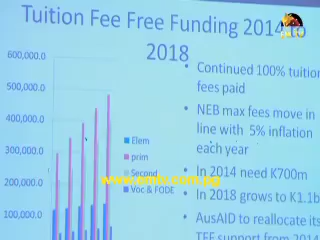 Tuition Fee Free Funding 2014 to
2018
600,000.0
500,000.0
400,000.0
300,000.0
200,000.0
100,000.0
Elem
prim
Second
Voc & FODE
• Continued 100% tuition
fees paid
• NEB max fees move in
line with 5% inflation
each year
• In 2014 need K700m
• In 2018 grows to K1.1b
• AusAID to reallocate its
TFF support from 2014
www.emtv.com.pg